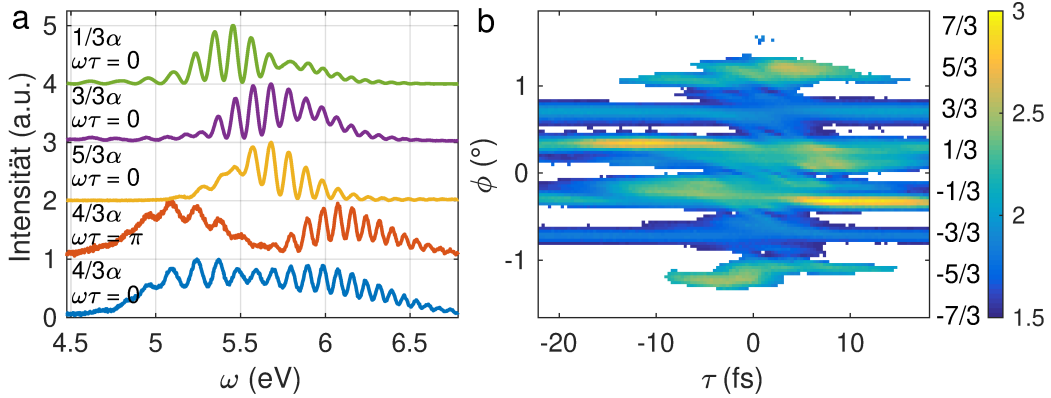 a
Intensität (a.u.)
5
4
3
2
1
0
1/3α
ωτ = 0
3/3α
ωτ = 0
5/3α
ωτ = 0
4/3α
ωτ = π
4/3α
ωτ = 0
4.5 5 5.5 6 6.5
ω (eV)
b
ϕ (°)
1
0
-1
-20 -10 0 10
τ (fs)
7/3
5/3
3/3
1/3
-1/3
-3/3
-5/3
-7/3
3
2.5
2
1.5